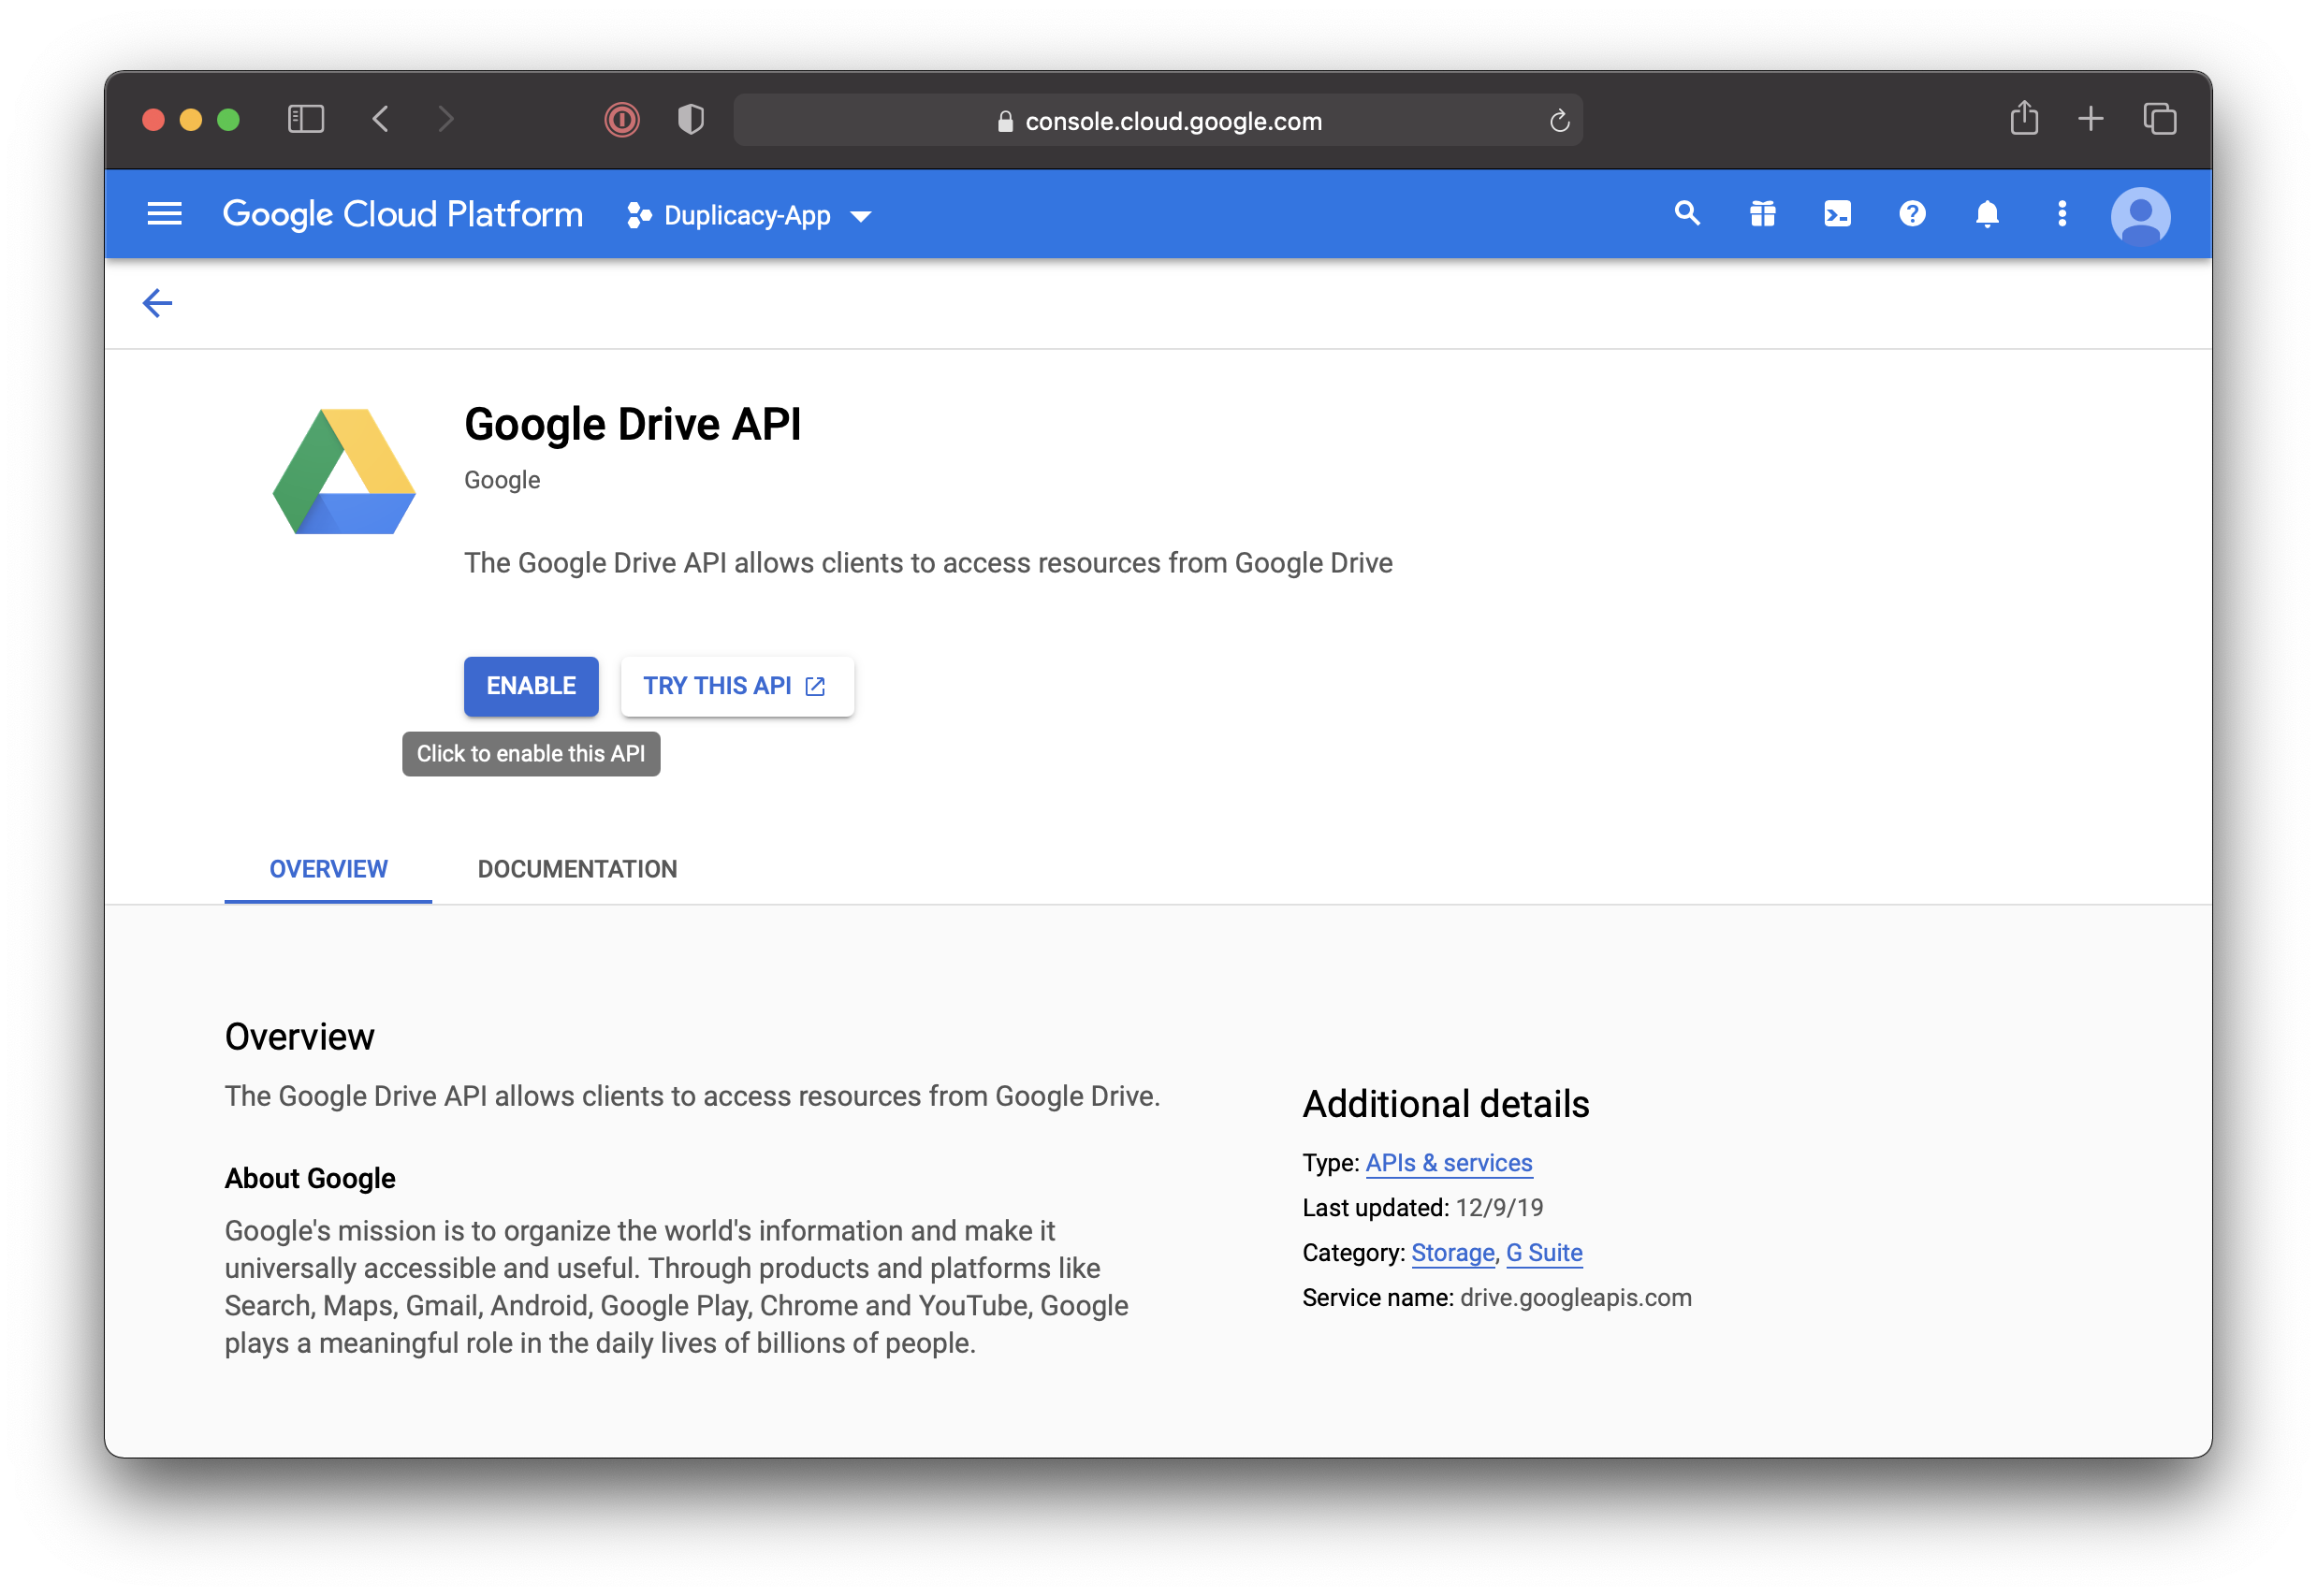 console.cloud.google.com
Google Cloud Platform
Duplicacy-App
Google Drive API
Google
The Google Drive API allows clients to access resources from Google Drive
ENABLE
TRY THIS API
Click to enable this API
OVERVIEW
DOCUMENTATION
Overview
The Google Drive API allows clients to access resources from Google Drive.
About Google
Google's mission is to organize the world's information and make it
universally accessible and useful. Through products and platforms like
Search, Maps, Gmail, Android, Google Play, Chrome and YouTube, Google
plays a meaningful role in the daily lives of billions of people.
Additional details
Type: APIs & services
Last updated: 12/9/19
Category: Storage, G Suite
Service name: drive.googleapis.com